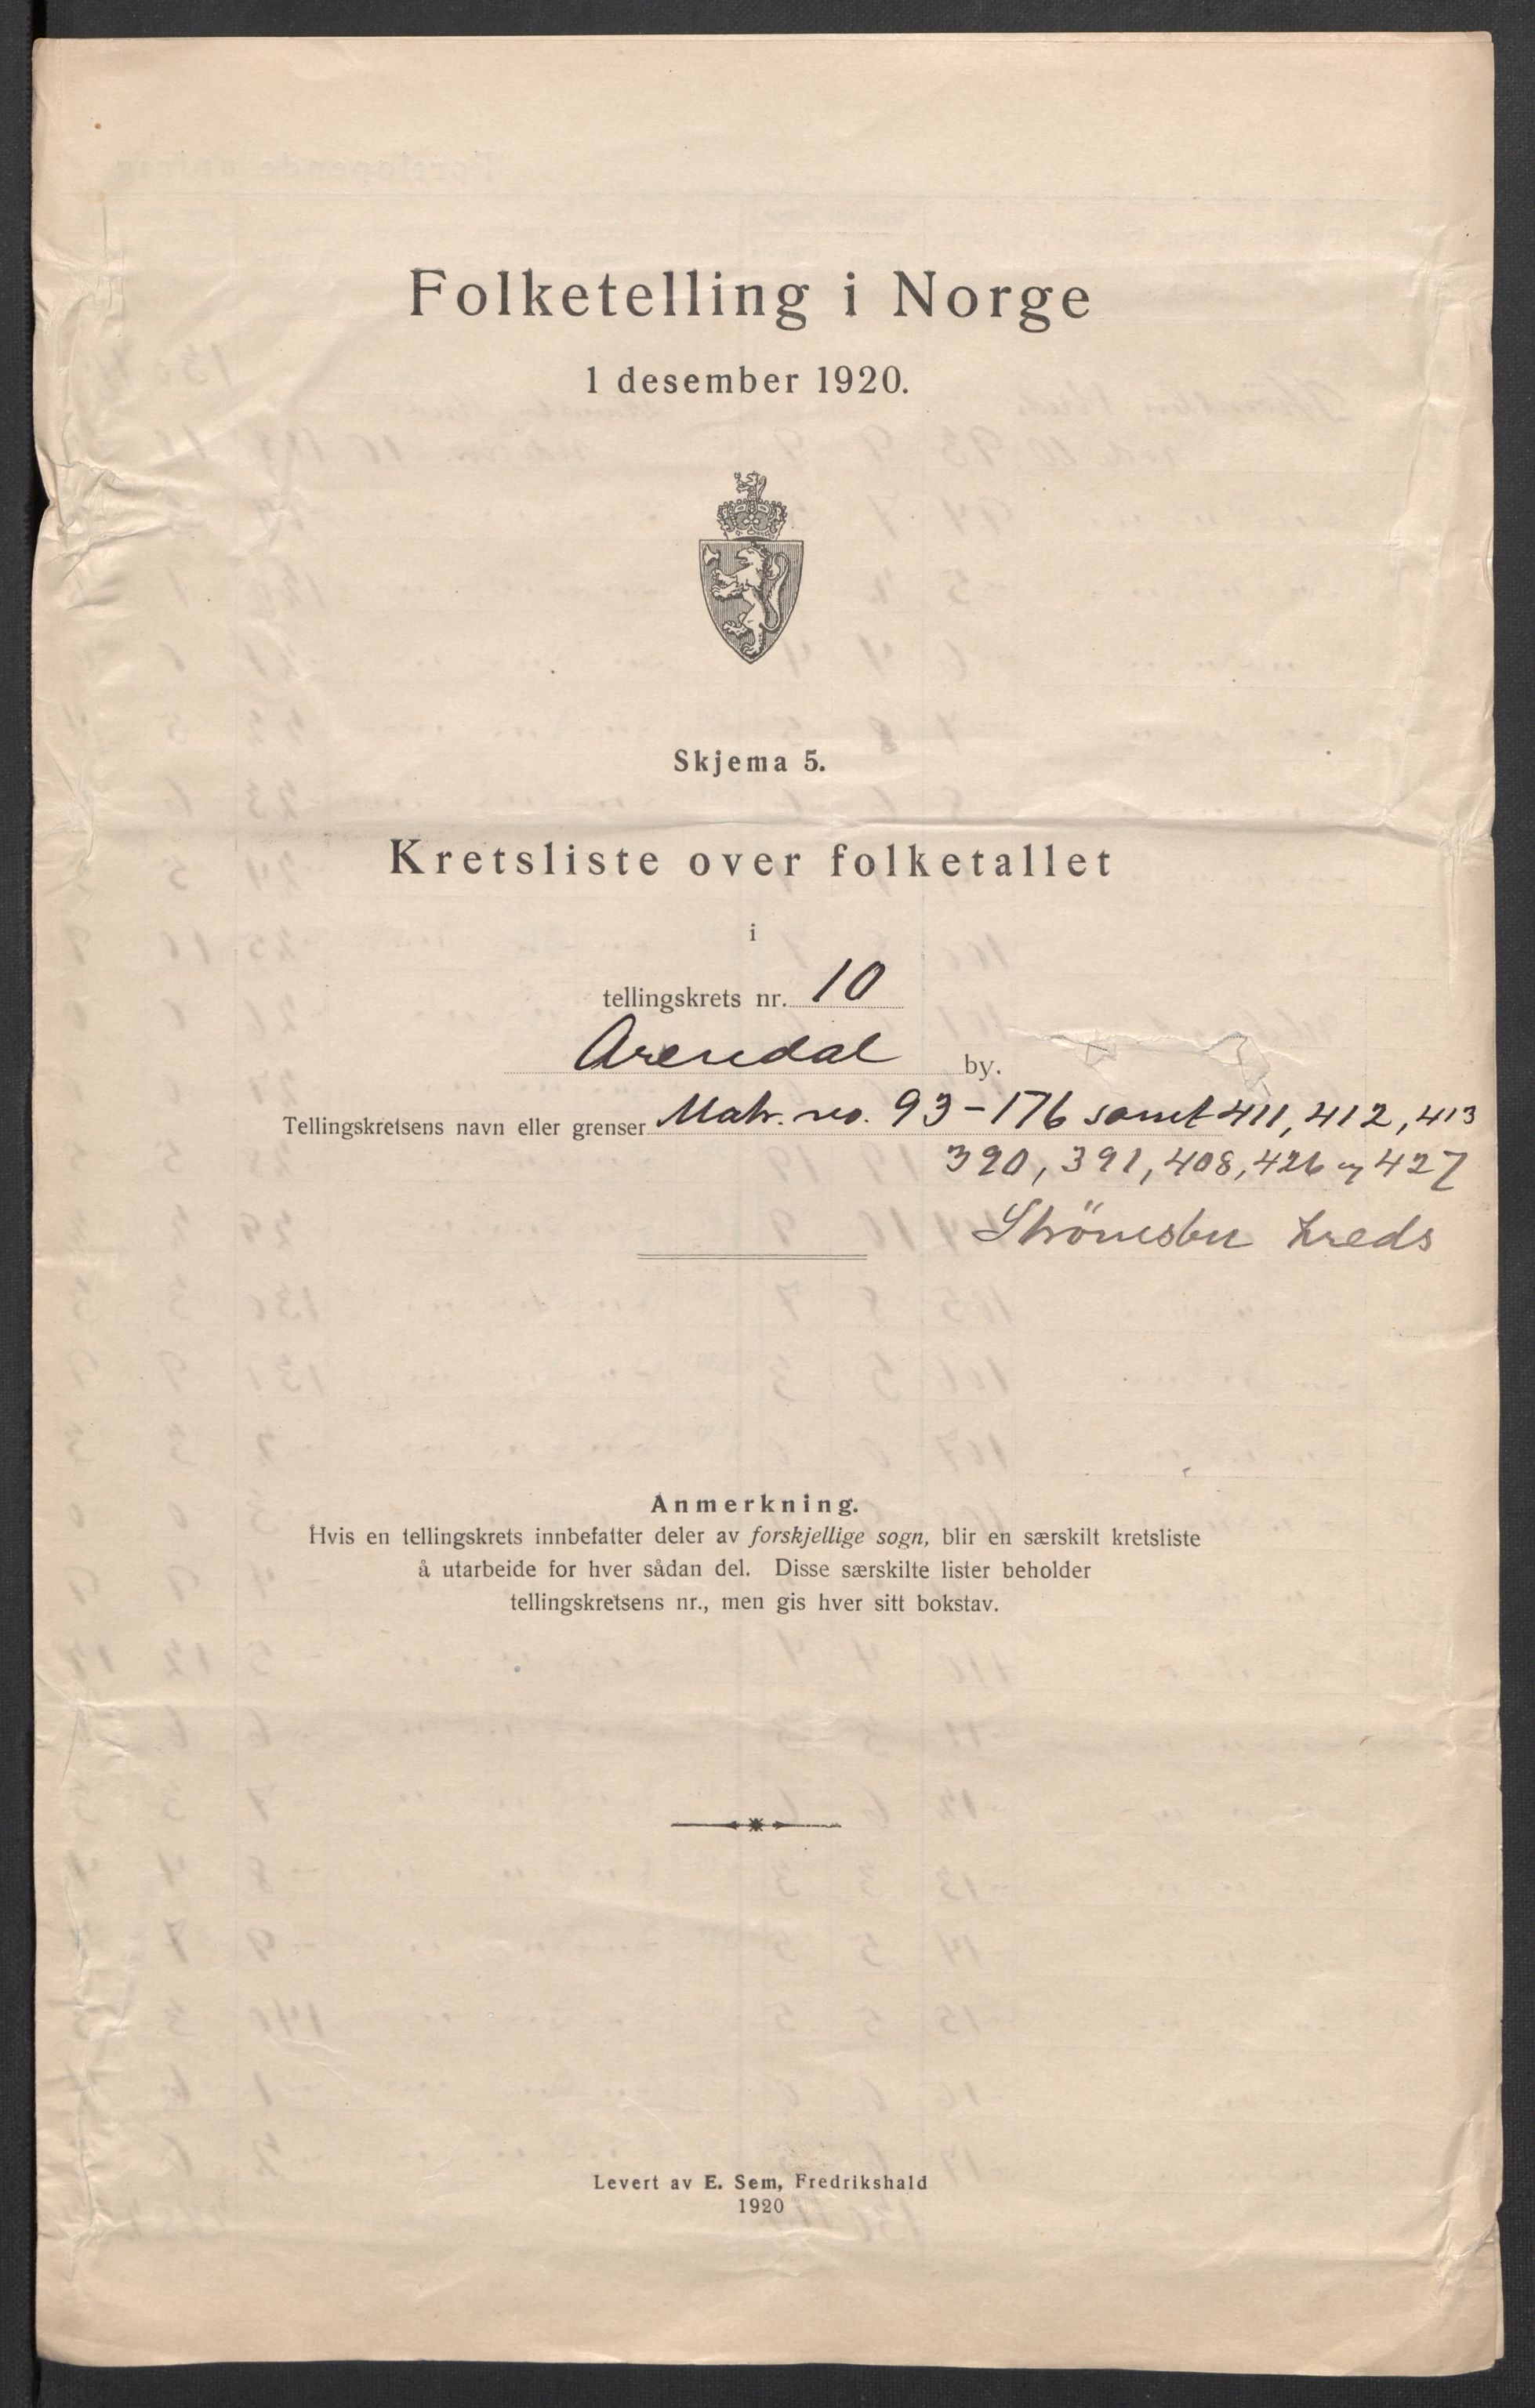 Folketelling i Norge
1 desember 1920.
Skjema 5.
Kretsliste over folketallet
i
tellingskrets nr. 10
Arendal by.
Tellingskretsens navn eller grenser Matr. no. 93-176 samt 411, 412, 413
390, 391, 408, 426 og 427
Strömsbu Kreds
Anmerkning.
Hvis en tellingskrets innbefatter deler av forskjellige sogn, blir en særskilt kretsliste
å utarbeide for hver sådan del. Disse særskilte lister beholder
tellingskretsens nr., men gis hver sitt bokstav.
Levert av E. Sem, Fredrikshald
1920